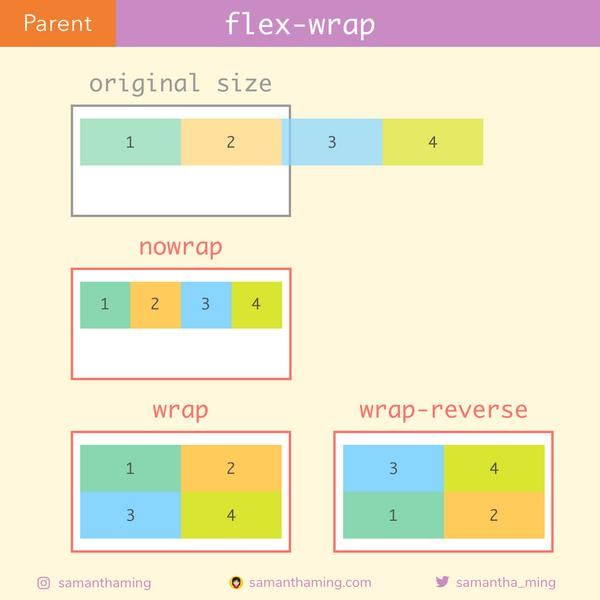 Parent
flex-wrap
original size
1 2 3 4
nowrap
1 2 3 4
wrap
1 2
3 4
wrap-reverse
3 4
1 2
samanthaming
samanthaming.com
samantha_ming